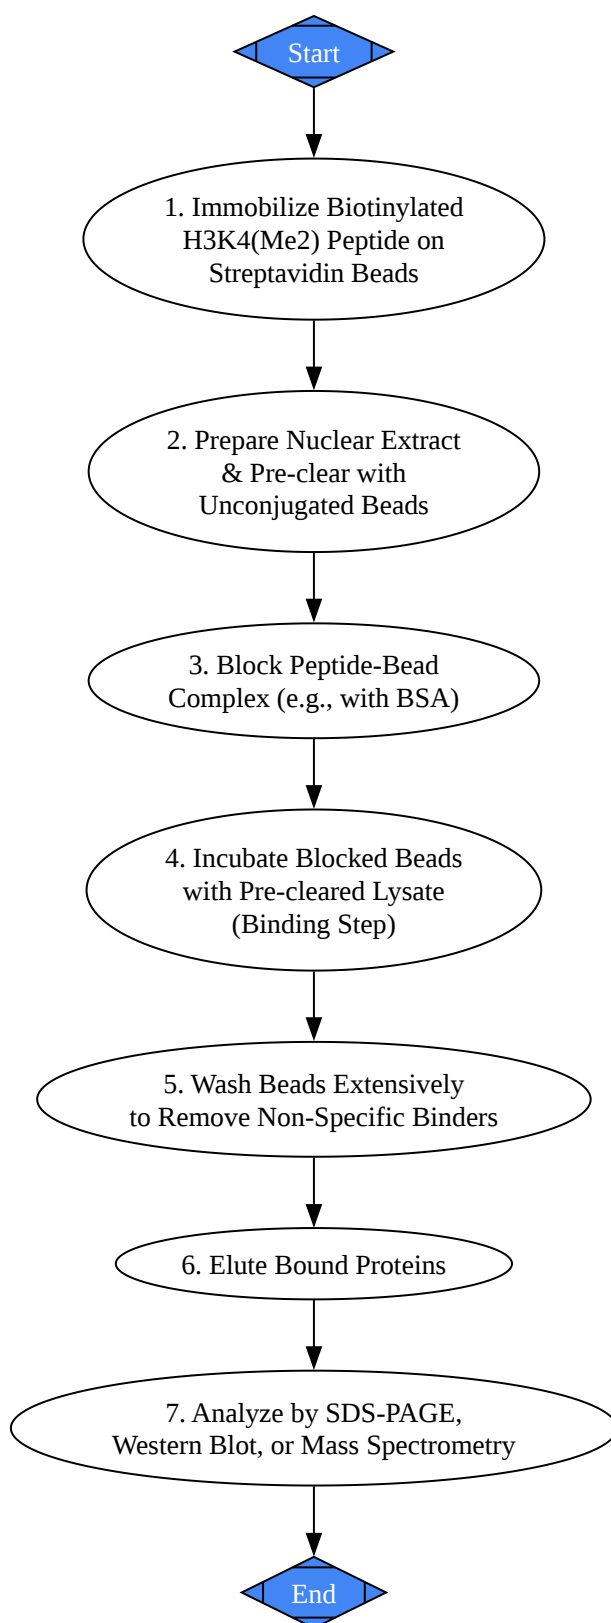 Start
1. Immobilize Biotinylated
H3K4(Me2) Peptide on
Streptavidin Beads
2. Prepare Nuclear Extract
& Pre-clear with
Unconjugated Beads
3. Block Peptide-Bead
Complex (e.g., with BSA)
4. Incubate Blocked Beads
with Pre-cleared Lysate
(Binding Step)
5. Wash Beads Extensively
to Remove Non-Specific Binders
6. Elute Bound Proteins
7. Analyze by SDS-PAGE,
Western Blot, or Mass Spectrometry
End